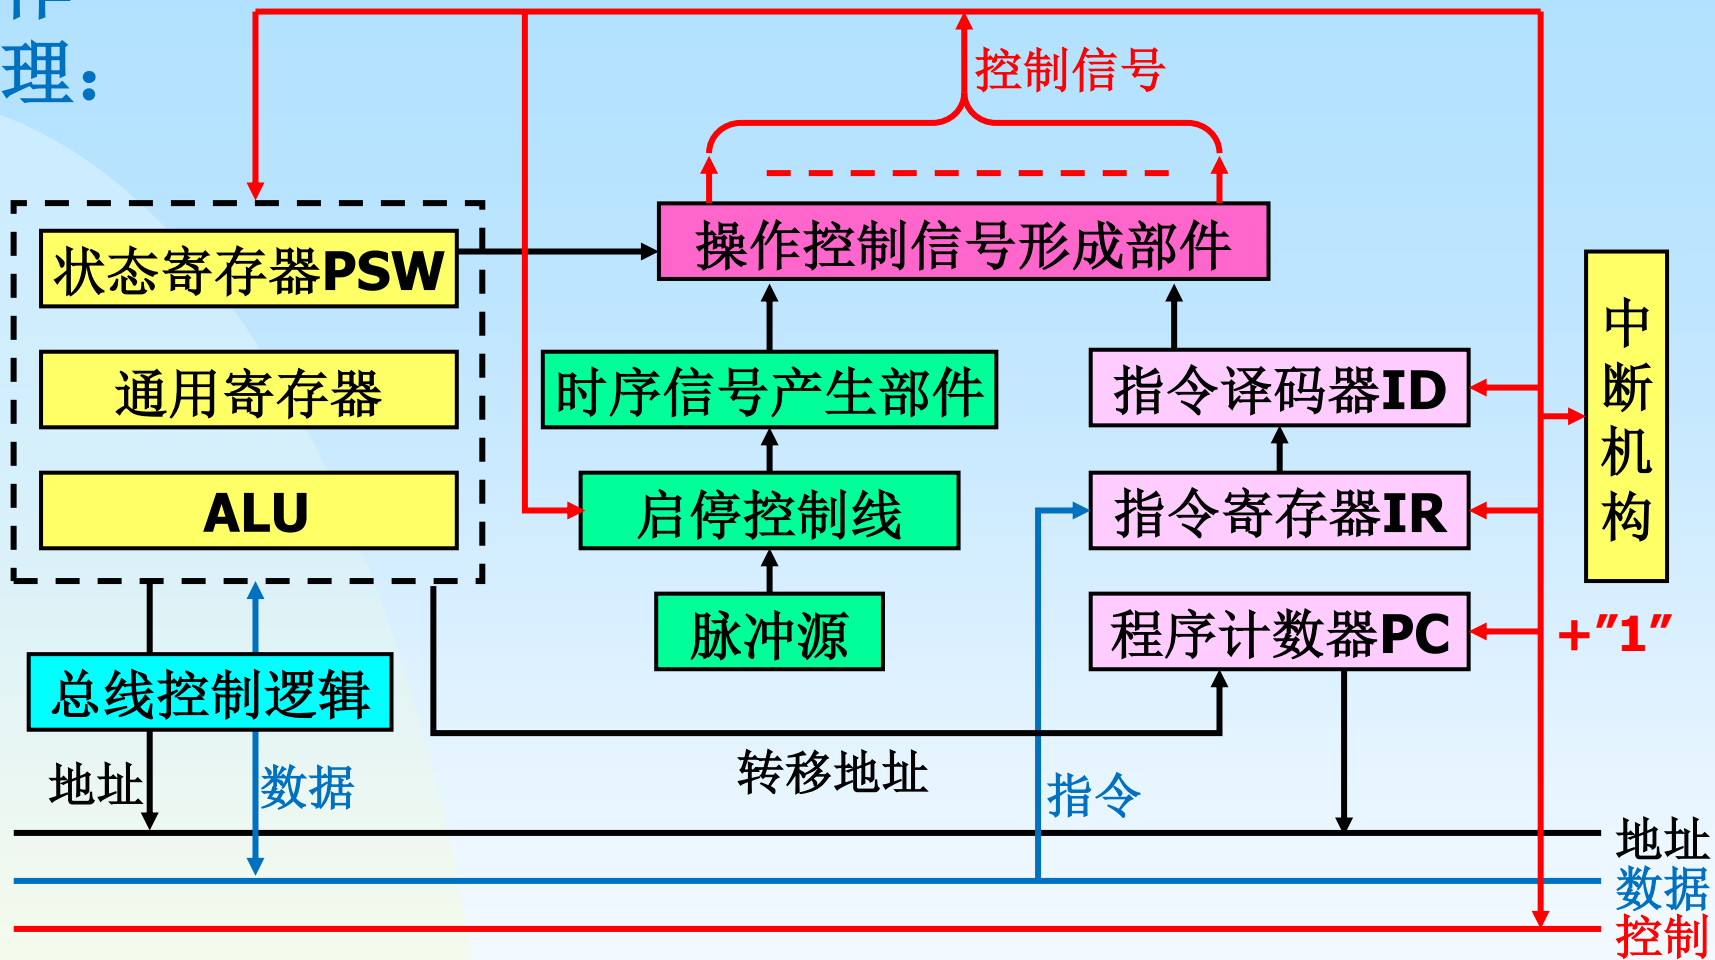 理:
控制信号
操作控制信号形成部件
状态寄存器PSW
通用寄存器
时序信号产生部件
指令译码器ID
ALU
启停控制线
指令寄存器IR
中
断
机
构
脉冲源
程序计数器PC
+"1"
总线控制逻辑
地址
数据
转移地址
指令
地址
数据
控制